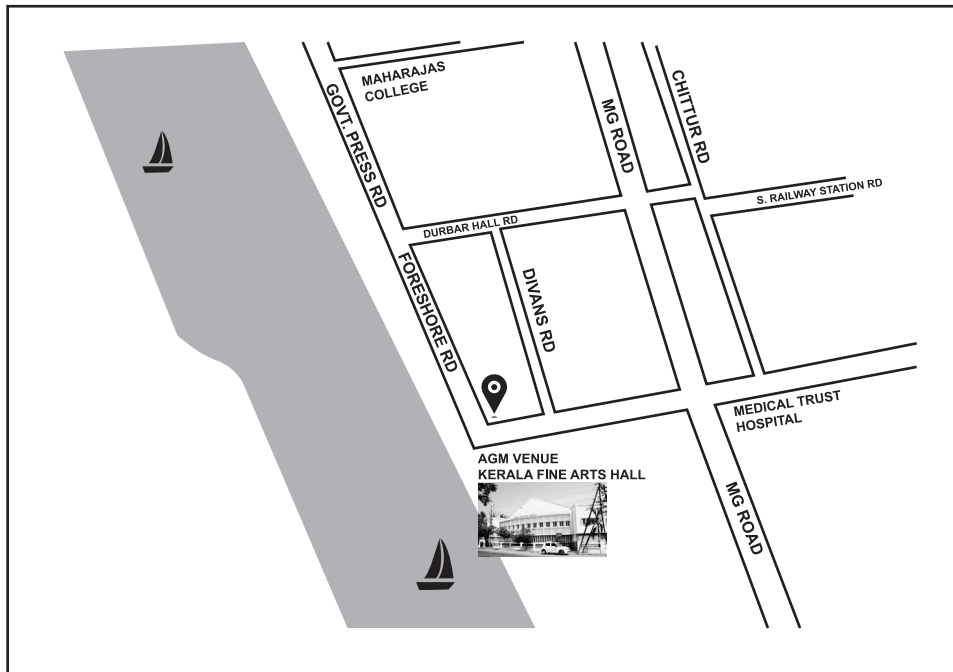 MAHARAJAS
COLLEGE
GOVT. PRESS RD
MG ROAD
CHITTUR RD
S. RAILWAY STATION RD
DURBAR HALL RD
FORESHORE RD
DIVANS RD
MEDICAL TRUST
HOSPITAL
AGM VENUE
KERALA FINE ARTS HALL
MG ROAD